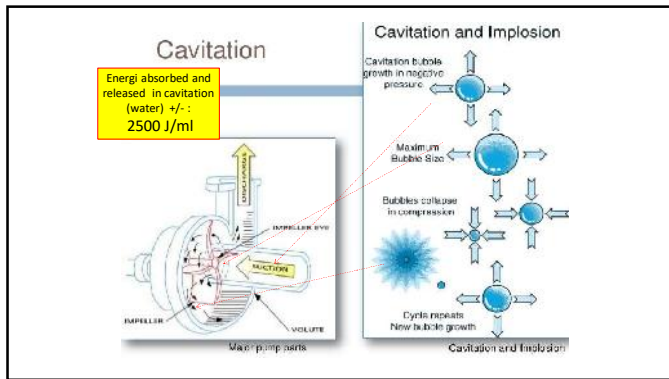 Cavitation
Energi absorbed and
released in cavitation
(water) +/- :
2500 J/ml
DISCHARGE
IMPELLER EYE
SUCTION
IMPELLER
VOLUTE
Major pump parts
Cavitation and Implosion
Cavitation bubble
growth in negative
pressure
Maximum
Bubble Size
Bubbles collapse
in compression
Cycle repeats
New bubble growth
Cavitation and Implosion